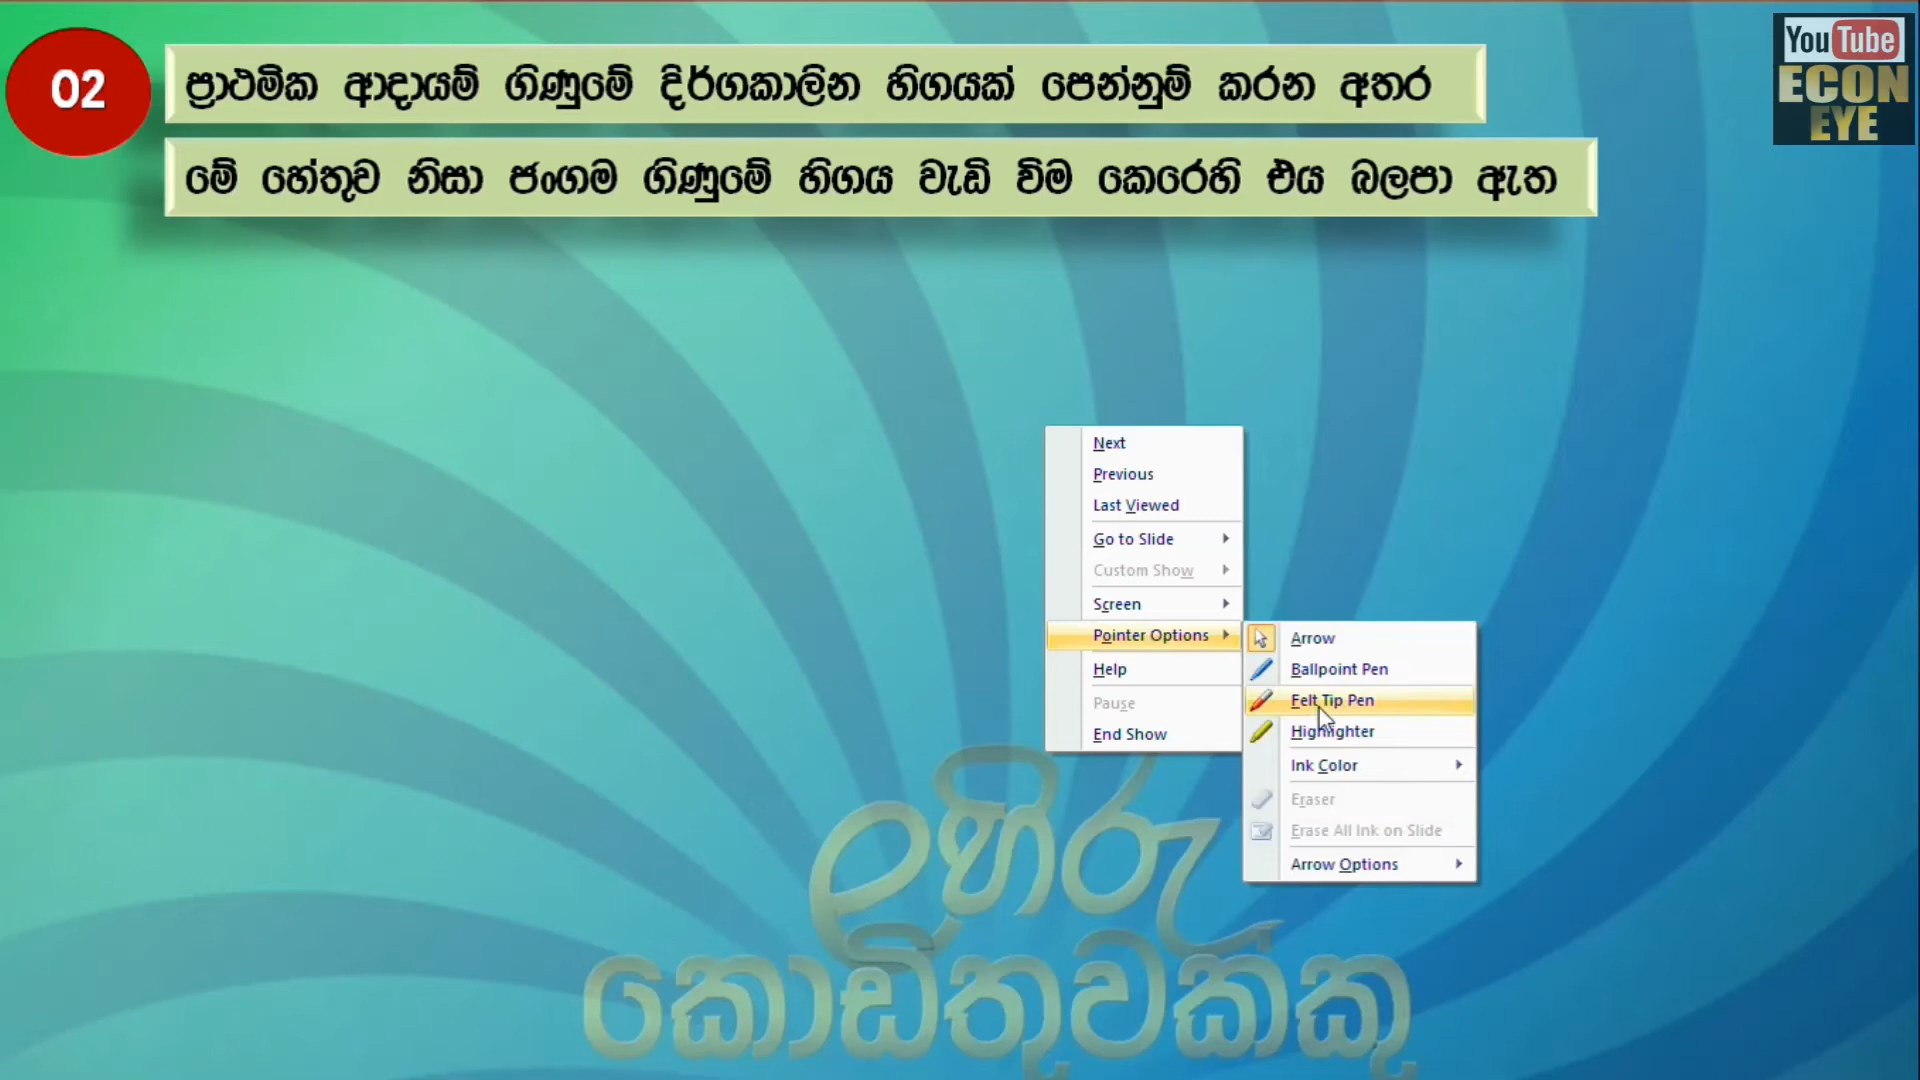 02
ප්‍රාථමික ආදායම් ගිණුමේ දිර්ගකාලින හිගයක් පෙන්නුම් කරන අතර
මේ හේතුව නිසා ජංගම ගිණුමේ හිගය වැඩි විම කෙරෙහි එය බලපා ඇත
YouTube
ECON
EYE
Next
Previous
Last Viewed
Go to Slide
Custom Show
Screen
Pointer Options
Help
Pause
End Show
Arrow
Ballpoint Pen
Felt Tip Pen
Highlighter
Ink Color
Eraser
Erase All Ink on Slide
Arrow Options
ලහිරු
කොඩිතුවක්කු